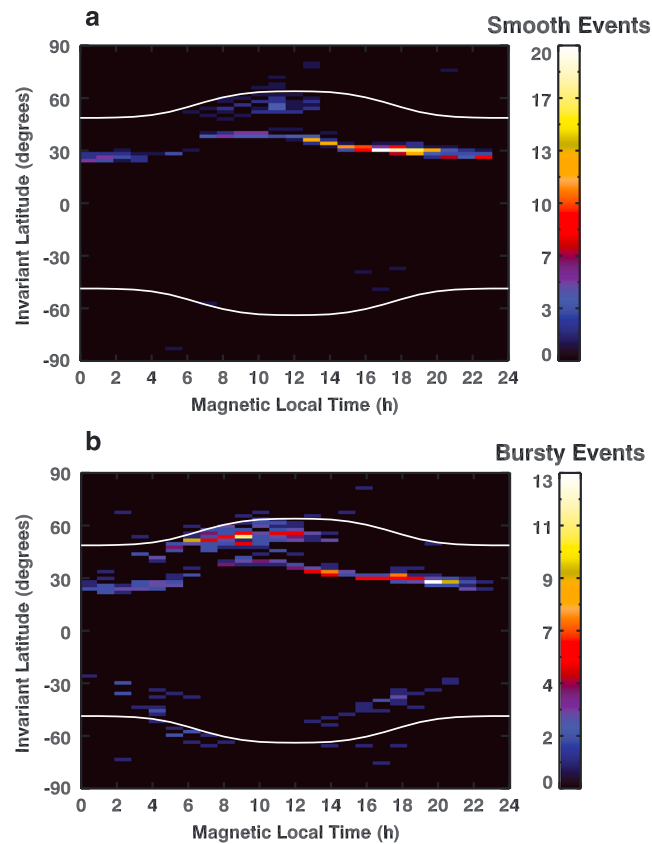 a
Smooth Events
90
60
30
0
-30
-60
-90
0 2 4 6 8 10 12 14 16 18 20 22 24
Invariant Latitude (degrees)
Magnetic Local Time (h)
20
17
13
10
7
3
0
b
Bursty Events
90
60
30
0
-30
-60
-90
0 2 4 6 8 10 12 14 16 18 20 22 24
Invariant Latitude (degrees)
Magnetic Local Time (h)
13
11
9
7
4
2
0